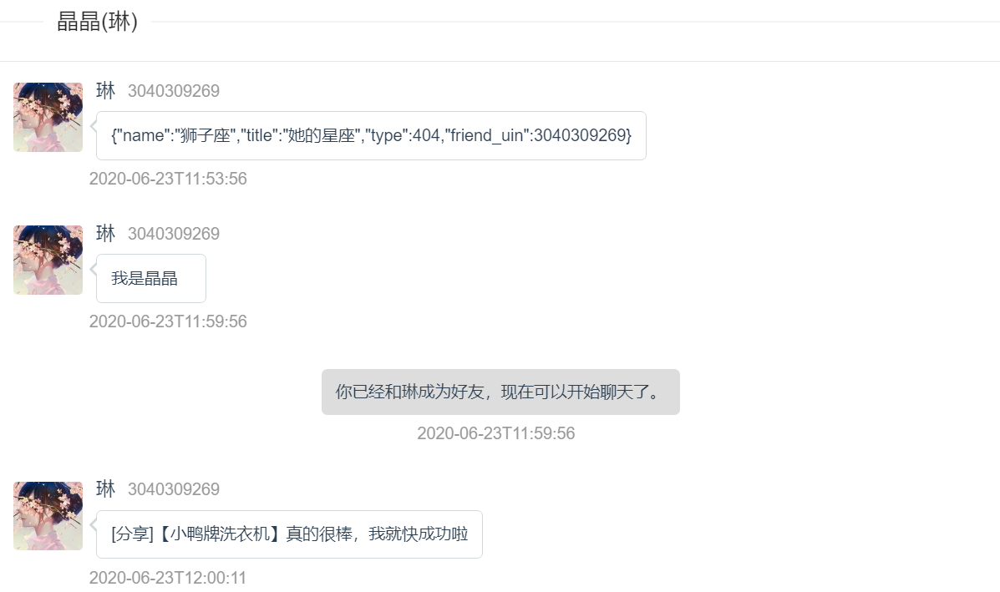 晶晶(琳)
琳 3040309269
{"name":"狮子座","title":"她的星座","type":404,"friend_uin":3040309269}
2020-06-23T11:53:56
琳 3040309269
我是晶晶
2020-06-23T11:59:56
你已经和琳成为好友，现在可以开始聊天了。
2020-06-23T11:59:56
琳 3040309269
[分享]【小鸭牌洗衣机】真的很棒，我就快成功啦
2020-06-23T12:00:11